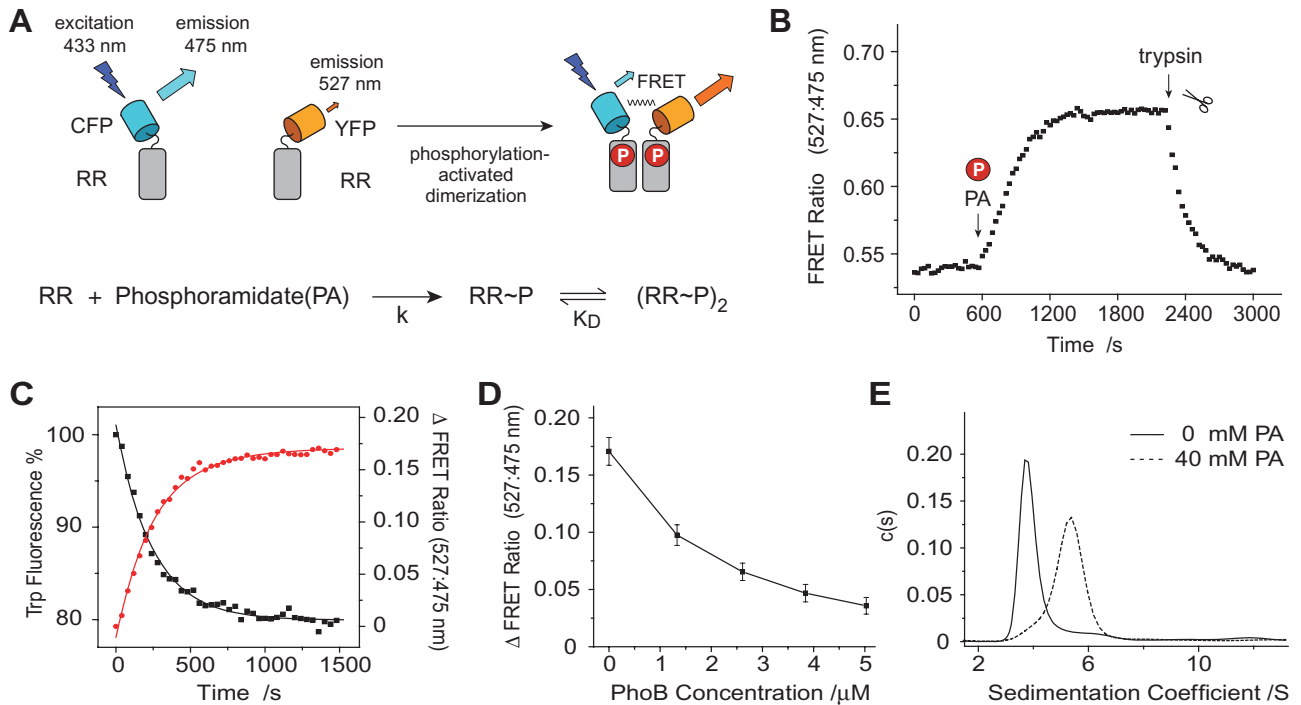 A
excitation
433 nm
emission
475 nm
emission
527 nm
CFP
YFP
RR
RR
phosphorylation-
activated
dimerization
FRET
P P
RR + Phosphoramidate(PA) k RR~P KD (RR~P)2
B
FRET Ratio (527:475 nm)
0.70
0.65
0.60
0.55
P
PA
trypsin
0 600 1200 1800 2400 3000
Time /s
C
Trp Fluorescence %
100
90
80
0.20
0.15
0.10
0.05
0
Δ FRET Ratio (527:475 nm)
0 500 1000 1500
Time /s
D
Δ FRET Ratio (527:475 nm)
0.20
0.15
0.10
0.05
0
0 1 2 3 4 5
PhoB Concentration /μM
E
0 mM PA
40 mM PA
c(s)
0.20
0.15
0.10
0.05
0
2 6 10
Sedimentation Coefficient /S